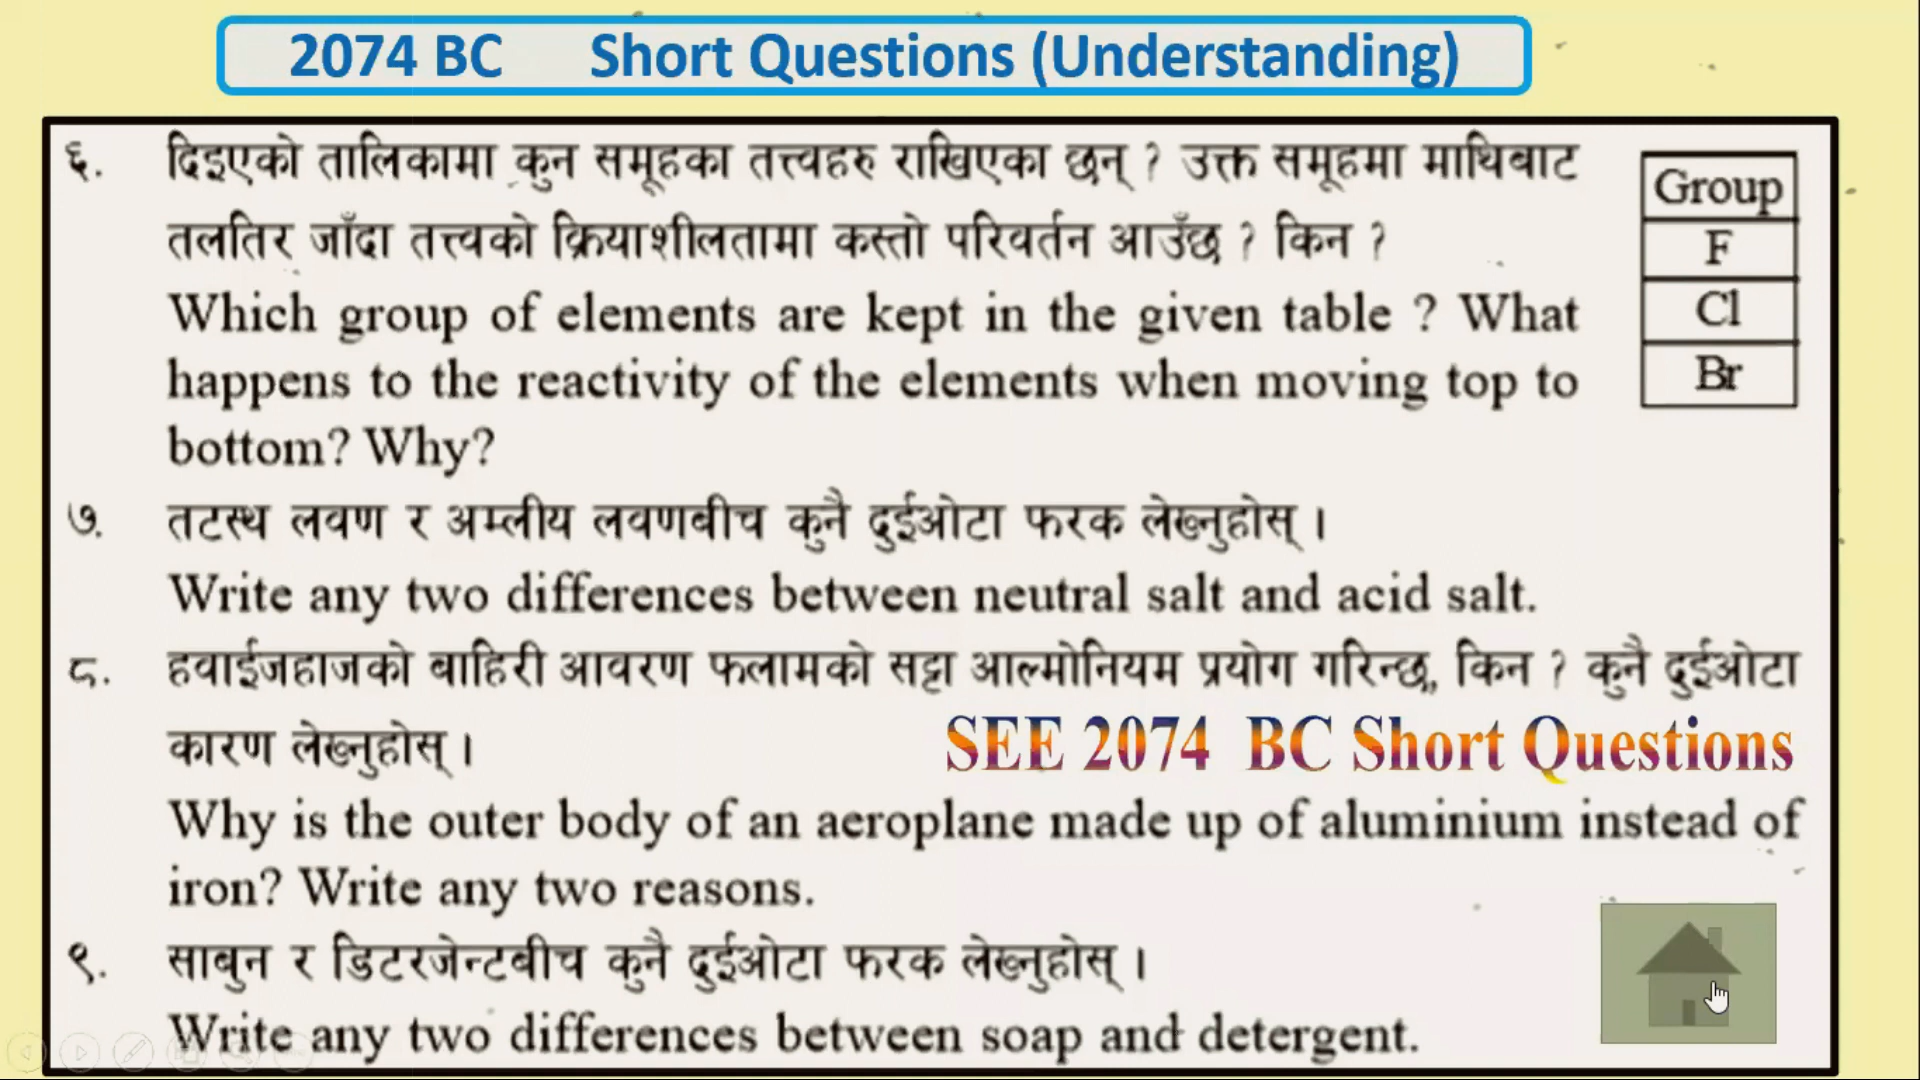 2074 BC Short Questions (Understanding)
६. दिइएको तालिकामा कुन समूहका तत्त्वहरु राखिएका छन् ? उक्त समूहमा माथिबाट
तलतिर जाँदा तत्त्वको क्रियाशीलतामा कस्तो परिवर्तन आउँछ ? किन ?
Which group of elements are kept in the given table ? What
happens to the reactivity of the elements when moving top to
bottom? Why?
Group
F
Cl
Br
७. तटस्थ लवण र अम्लीय लवणबीच कुनै दुईओटा फरक लेख्नुहोस् ।
Write any two differences between neutral salt and acid salt.
८. हवाईजहाजको बाहिरी आवरण फलामको सट्टा आल्मोनियम प्रयोग गरिन्छ, किन ? कुनै दुईओटा
कारण लेख्नुहोस् ।
SEE 2074 BC Short Questions
Why is the outer body of an aeroplane made up of aluminium instead of
iron? Write any two reasons.
९. साबुन र डिटरजेन्टबीच कुनै दुईओटा फरक लेख्नुहोस् ।
Write any two differences between soap and detergent.